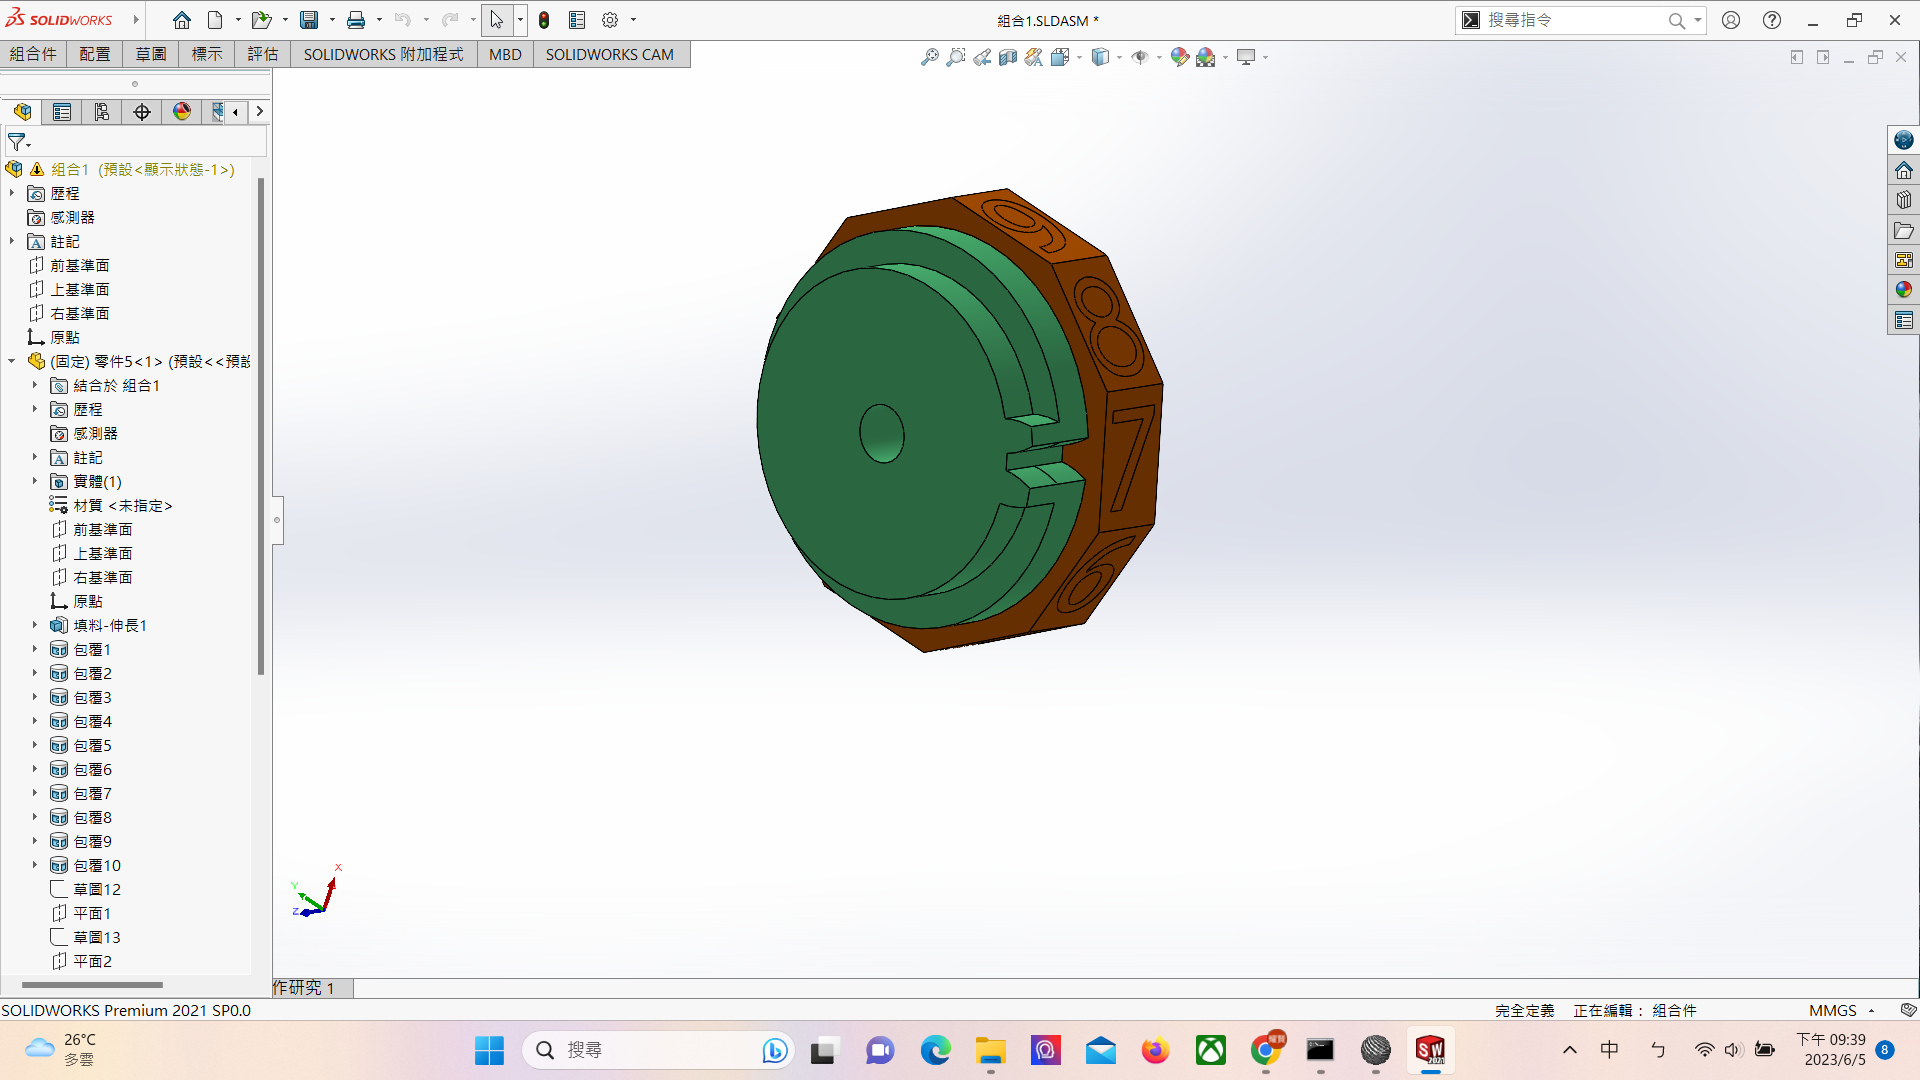 SOLIDWORKS
組合1.SLDASM *
搜尋指令
組合件 配置 草圖 標示 評估 SOLIDWORKS 附加程式 MBD SOLIDWORKS CAM
組合1 (預設<顯示狀態-1>)
歷程
感測器
註記
前基準面
上基準面
右基準面
原點
(固定) 零件5<1> (預設<<預設
結合於 組合1
歷程
感測器
註記
實體(1)
材質 <未指定>
前基準面
上基準面
右基準面
原點
填料-伸長1
包覆1
包覆2
包覆3
包覆4
包覆5
包覆6
包覆7
包覆8
包覆9
包覆10
草圖12
平面1
草圖13
平面2
9
8
7
6
X
Y
Z
作研究 1
SOLIDWORKS Premium 2021 SP0.0
完全定義 正在編輯： 組合件 MMGS
26°C
多雲
搜尋
SW
2021
中
ㄅ
下午 09:39
2023/6/5
8